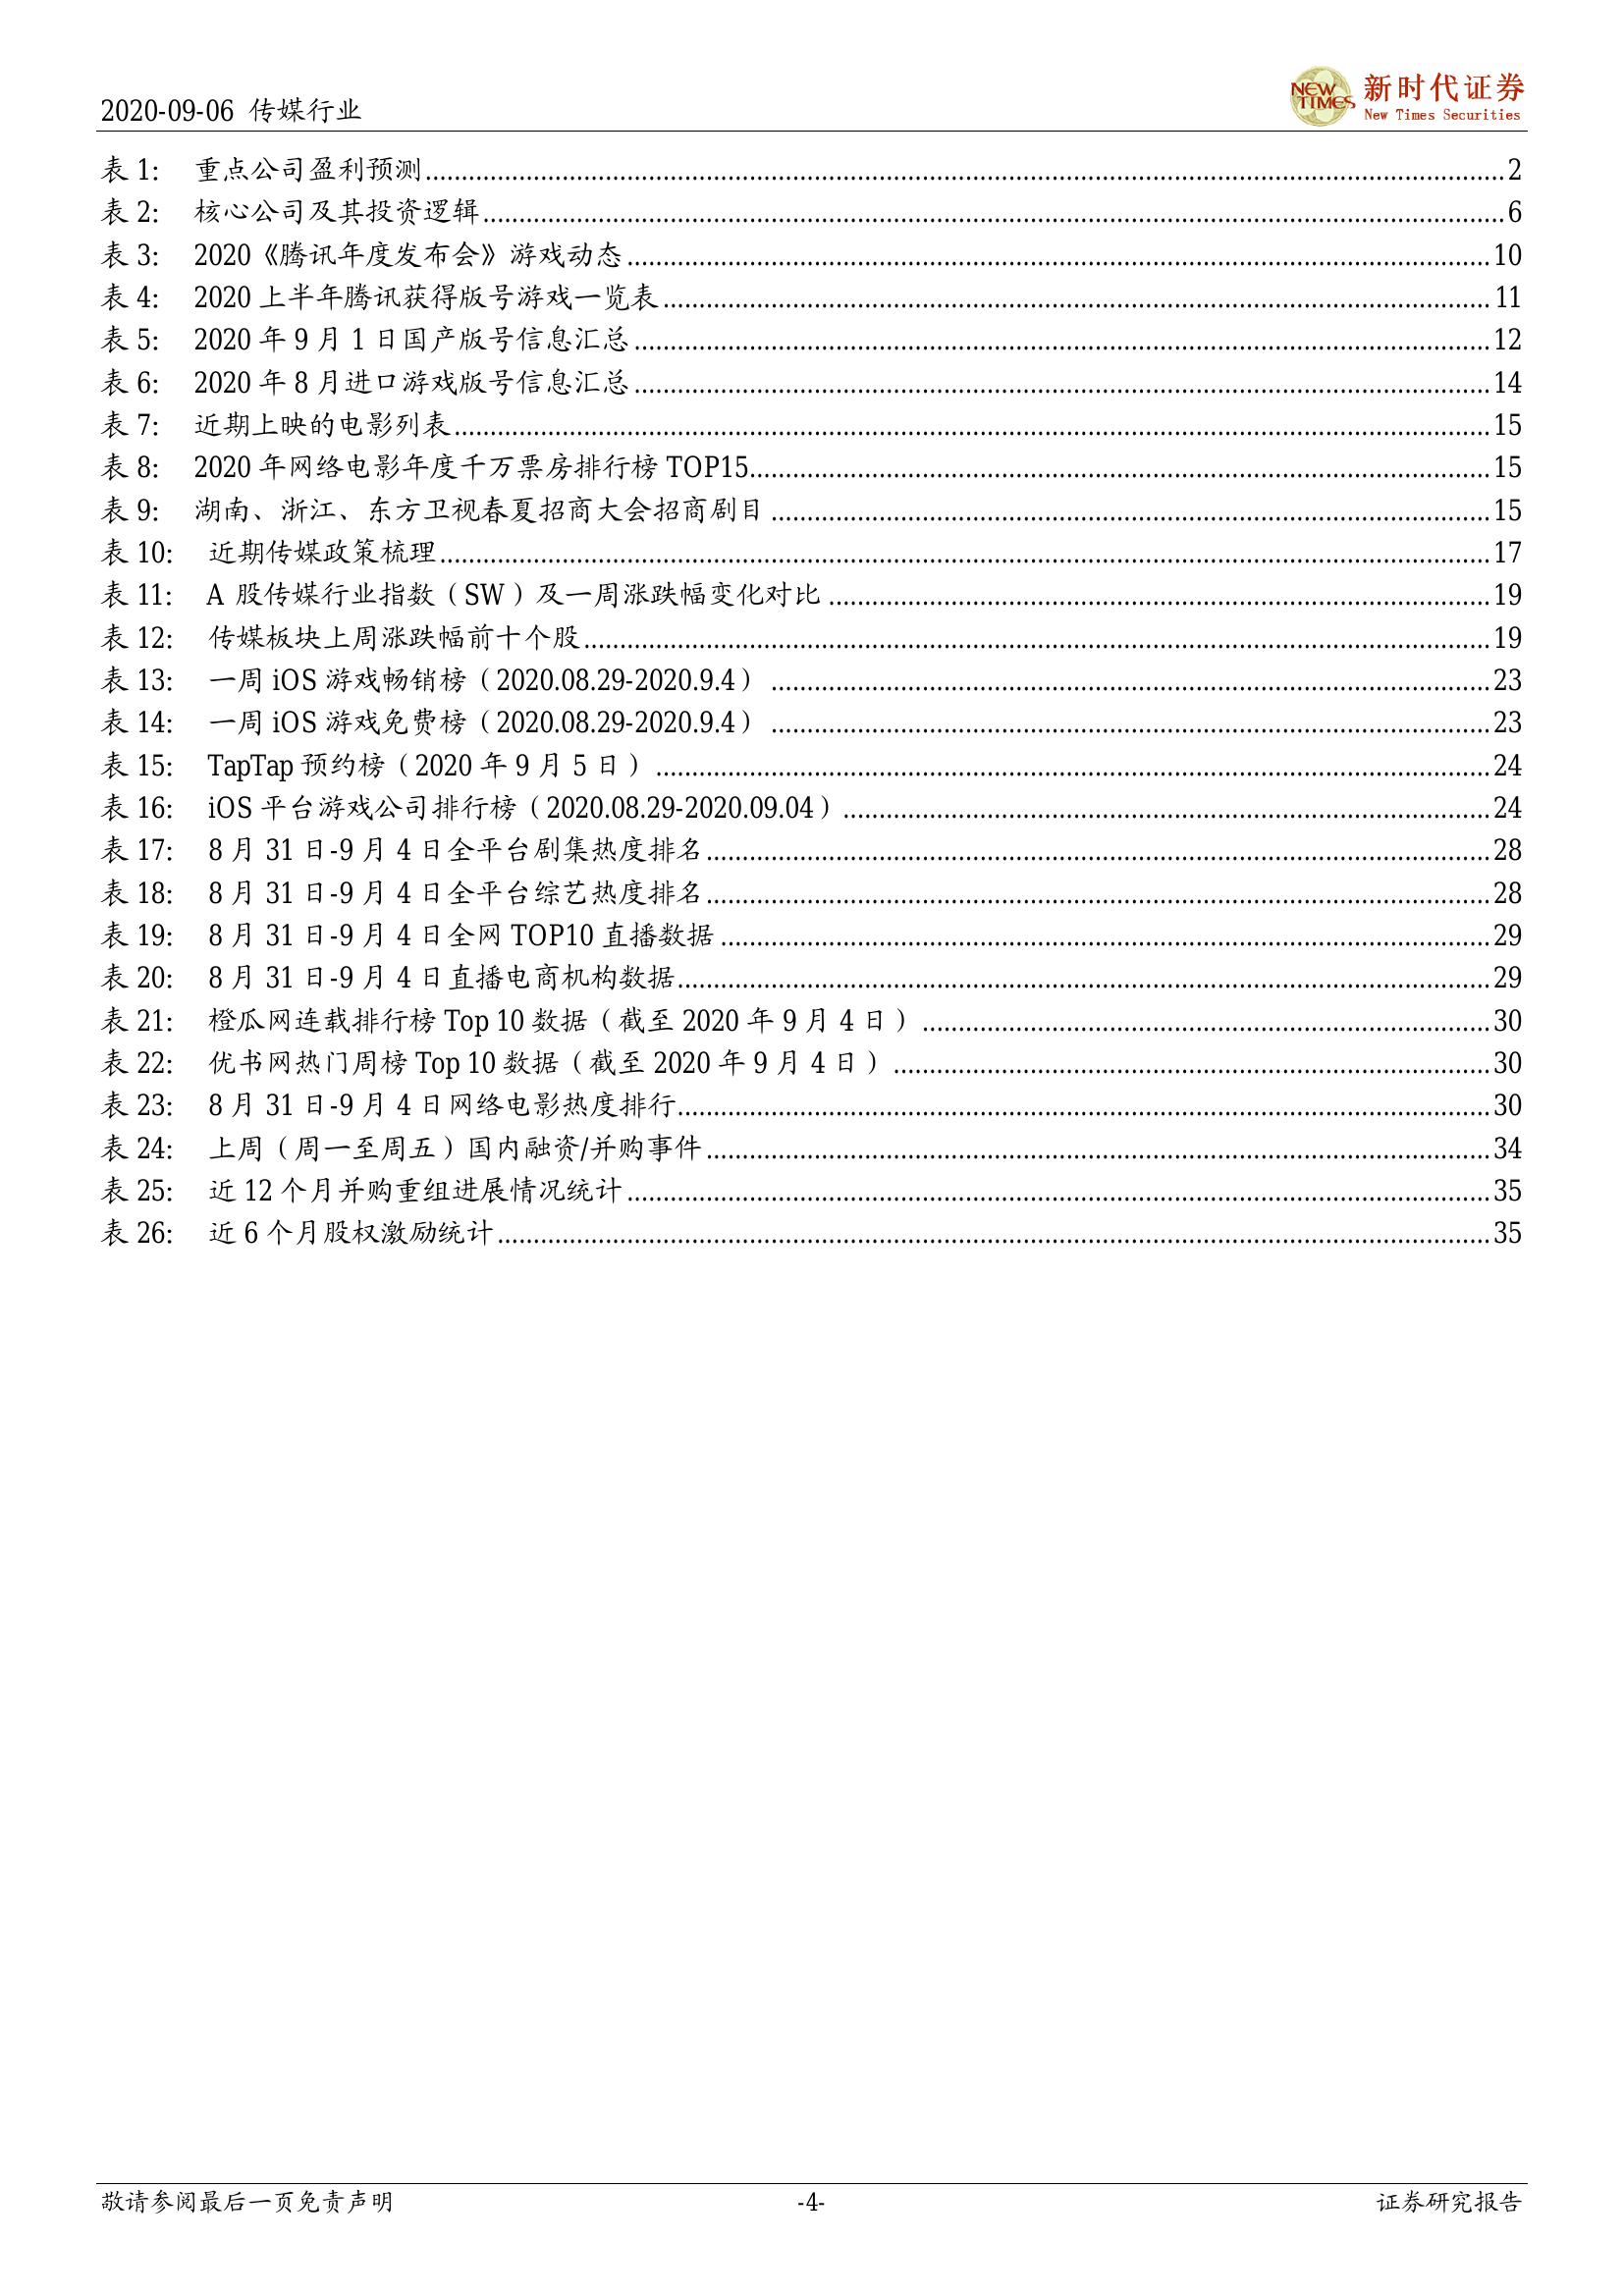 2020-09-06 传媒行业
NEW TIMES 新时代证券
New Times Securities
表 1: 重点公司盈利预测 2
表 2: 核心公司及其投资逻辑 6
表 3: 2020《腾讯年度发布会》游戏动态 10
表 4: 2020 上半年腾讯获得版号游戏一览表 11
表 5: 2020 年 9 月 1 日国产版号信息汇总 12
表 6: 2020 年 8 月进口游戏版号信息汇总 14
表 7: 近期上映的电影列表 15
表 8: 2020 年网络电影年度千万票房排行榜 TOP15 15
表 9: 湖南、浙江、东方卫视春夏招商大会招商剧目 15
表 10: 近期传媒政策梳理 17
表 11: A 股传媒行业指数（SW）及一周涨跌幅变化对比 19
表 12: 传媒板块上周涨跌幅前十个股 19
表 13: 一周 iOS 游戏畅销榜（2020.08.29-2020.9.4） 23
表 14: 一周 iOS 游戏免费榜（2020.08.29-2020.9.4） 23
表 15: TapTap 预约榜（2020 年 9 月 5 日） 24
表 16: iOS 平台游戏公司排行榜（2020.08.29-2020.09.04） 24
表 17: 8 月 31 日-9 月 4 日全平台剧集热度排名 28
表 18: 8 月 31 日-9 月 4 日全平台综艺热度排名 28
表 19: 8 月 31 日-9 月 4 日全网 TOP10 直播数据 29
表 20: 8 月 31 日-9 月 4 日直播电商机构数据 29
表 21: 橙瓜网连载排行榜 Top 10 数据（截至 2020 年 9 月 4 日） 30
表 22: 优书网热门周榜 Top 10 数据（截至 2020 年 9 月 4 日） 30
表 23: 8 月 31 日-9 月 4 日网络电影热度排行 30
表 24: 上周（周一至周五）国内融资/并购事件 34
表 25: 近 12 个月并购重组进展情况统计 35
表 26: 近 6 个月股权激励统计 35
敬请参阅最后一页免责声明 -4- 证券研究报告